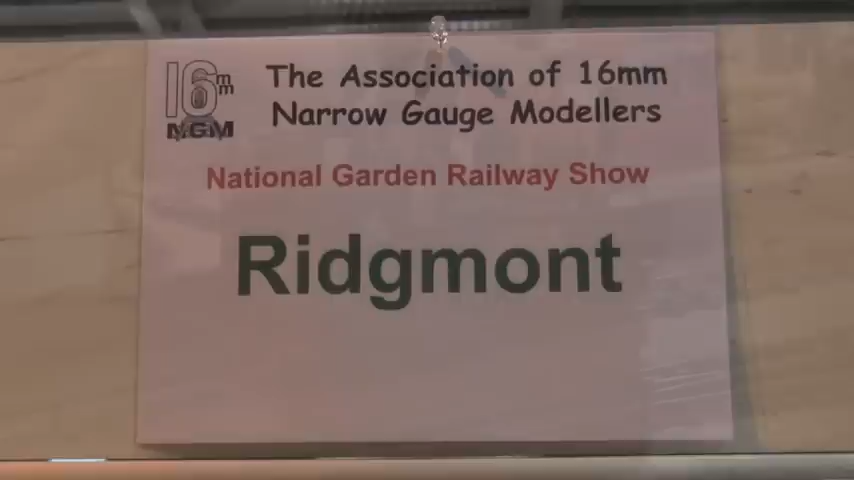 16mm
NGM
The Association of 16mm
Narrow Gauge Modellers
National Garden Railway Show
Ridgmont